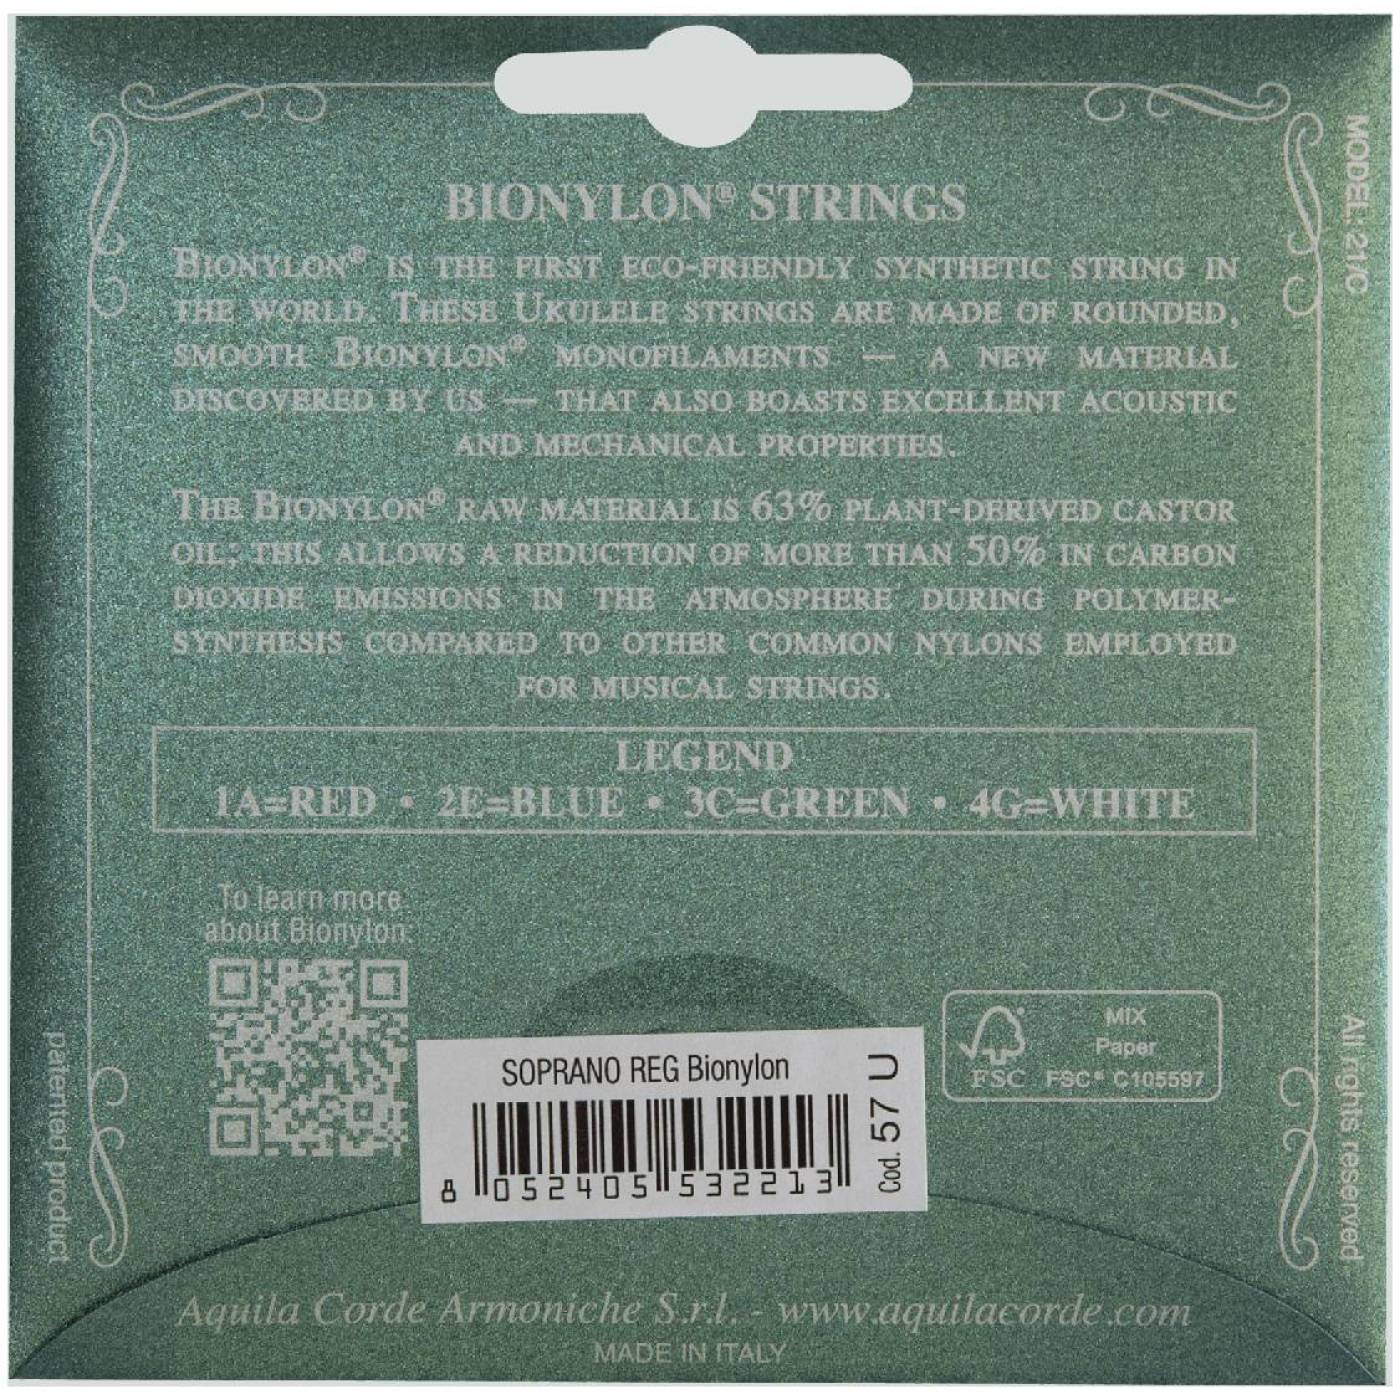 BIONYLON® STRINGS
BIONYLON® IS THE FIRST ECO-FRIENDLY SYNTHETIC STRING IN
THE WORLD. THESE UKULELE STRINGS ARE MADE OF ROUNDED,
SMOOTH BIONYLON® MONOFILAMENTS — A NEW MATERIAL
DISCOVERED BY US — THAT ALSO BOASTS EXCELLENT ACOUSTIC
AND MECHANICAL PROPERTIES.
THE BIONYLON® RAW MATERIAL IS 63% PLANT-DERIVED CASTOR
OIL; THIS ALLOWS A REDUCTION OF MORE THAN 50% IN CARBON
DIOXIDE EMISSIONS IN THE ATMOSPHERE DURING POLYMER-
SYNTHESIS COMPARED TO OTHER COMMON NYLONS EMPLOYED
FOR MUSICAL STRINGS.
LEGEND
1A=RED • 2E=BLUE • 3C=GREEN • 4G=WHITE
To learn more
about Bionylon:
SOPRANO REG Bionylon
8 052405 532213
Cod. 57 U
MIX
Paper
FSC FSC® C105597
MODEL: 21/0
patented product
All rights reserved
Aquila Corde Armoniche S.r.l. - www.aquilacorde.com
MADE IN ITALY